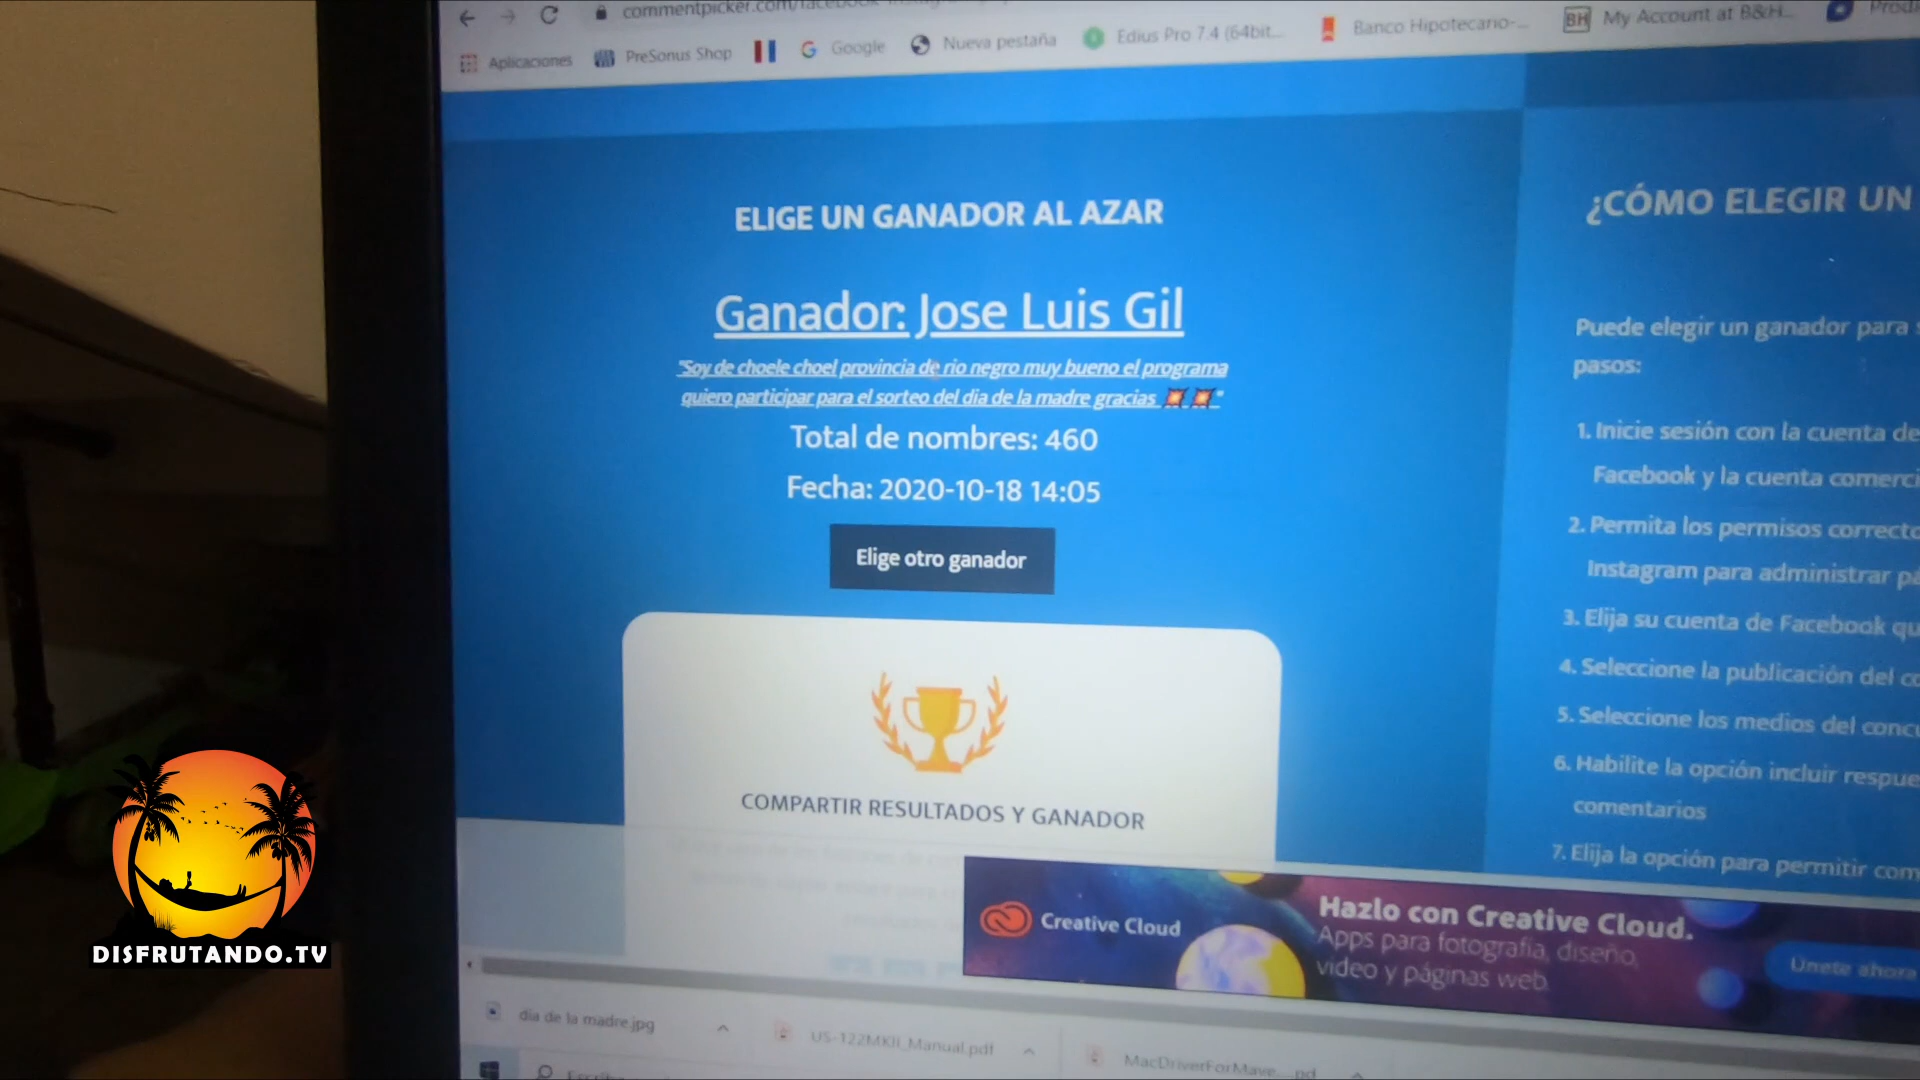 commentpicker.com/facebook
Aplicaciones PreSonus Shop Google Nueva pestaña Edius Pro 7.4 (64bit... Banco Hipotecario-... BH My Account at B&H...
ELIGE UN GANADOR AL AZAR
Ganador: Jose Luis Gil
"Soy de choele choel provincia de rio negro muy bueno el programa
quiero participar para el sorteo del dia de la madre gracias 💥💥"
Total de nombres: 460
Fecha: 2020-10-18 14:05
Elige otro ganador
COMPARTIR RESULTADOS Y GANADOR
¿CÓMO ELEGIR UN
Puede elegir un ganador para
pasos:
1. Inicie sesión con la cuenta de
Facebook y la cuenta comerci
2. Permita los permisos correcto
Instagram para administrar pá
3. Elija su cuenta de Facebook qu
4. Seleccione la publicación del co
5. Seleccione los medios del conc
6. Habilite la opción incluir respue
comentarios
7. Elija la opción para permitir com
Creative Cloud
Hazlo con Creative Cloud.
Apps para fotografía, diseño,
video y páginas web.
Únete ahora
DISFRUTANDO.TV
dia de la madre.jpg US-122MKII_Manual.pdf MacDriverForMave....pd